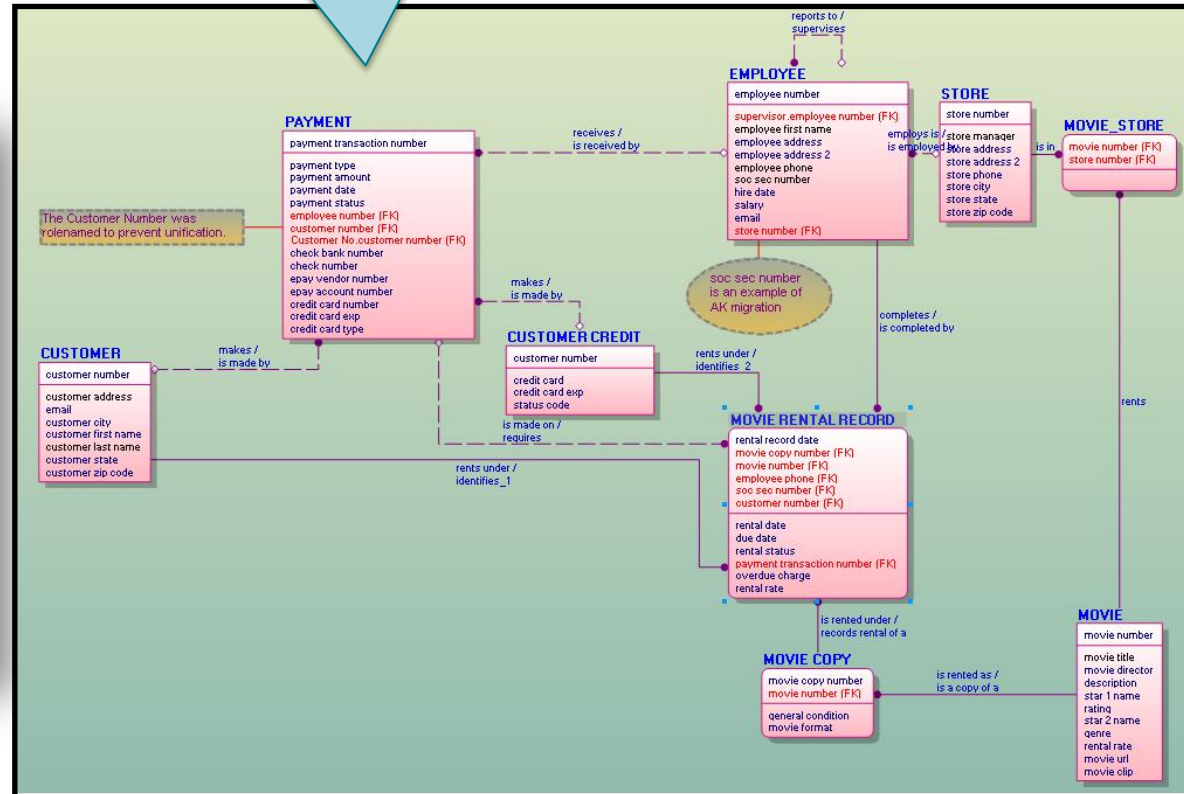 reports to /
supervises
EMPLOYEE
employee number
supervisor.employee number (FK)
employee first name
employee address
employee address 2
employee phone
soc sec number
hire date
salary
email
store number (FK)
STORE
store number
store manager
store address
store address 2
store phone
store city
store state
store zip code
employs is /
is employed by
is in
MOVIE_STORE
movie number (FK)
store number (FK)
PAYMENT
payment transaction number
payment type
payment amount
payment date
payment status
employee number (FK)
customer number (FK)
Customer No.customer number (FK)
check bank number
check number
epay vendor number
epay account number
credit card number
credit card exp
credit card type
receives /
is received by
The Customer Number was
rolenamed to prevent unification.
soc sec number
is an example of
AK migration
makes /
is made by
completes /
is completed by
CUSTOMER
customer number
customer address
email
customer city
customer first name
customer last name
customer state
customer zip code
makes /
is made by
CUSTOMER CREDIT
customer number
credit card
credit card exp
status code
rents under /
identifies_2
is made on /
requires
rents under /
identifies_1
MOVIE RENTAL RECORD
rental record date
movie copy number (FK)
movie number (FK)
employee phone (FK)
soc sec number (FK)
customer number (FK)
rental date
due date
rental status
payment transaction number (FK)
overdue charge
rental rate
rents
is rented under /
records rental of a
MOVIE COPY
movie copy number
movie number (FK)
general condition
movie format
is rented as /
is a copy of a
MOVIE
movie number
movie title
movie director
description
star 1 name
rating
star 2 name
genre
rental rate
movie url
movie clip